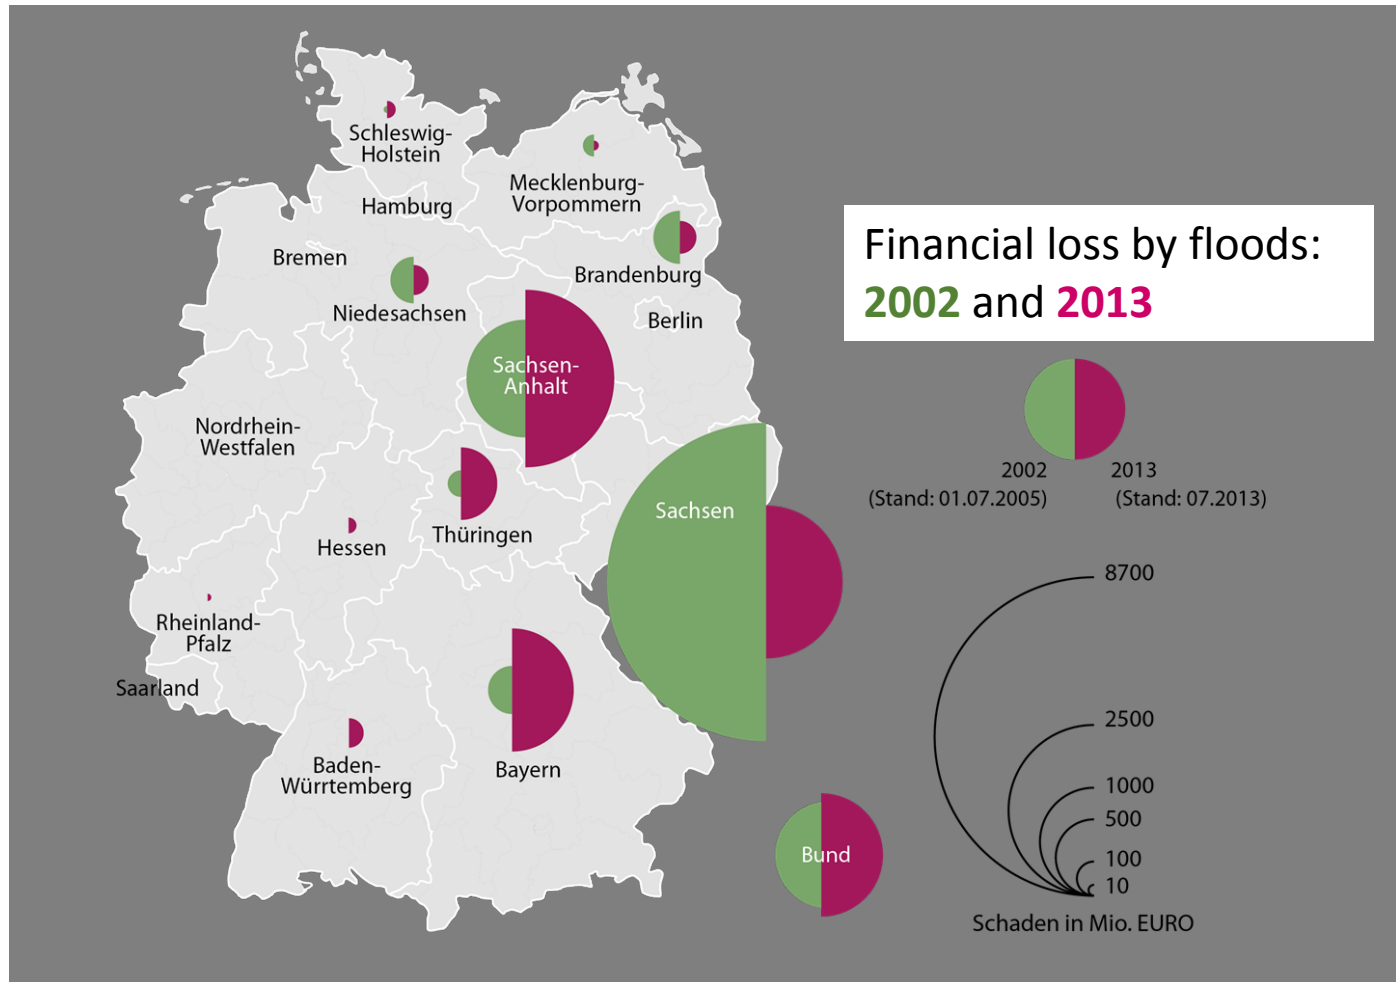 Schleswig-
Holstein
Mecklenburg-
Vorpommern
Hamburg
Bremen
Brandenburg
Niedesachsen
Berlin
Sachsen-
Anhalt
Nordrhein-
Westfalen
Sachsen
Thüringen
Hessen
Rheinland-
Pfalz
Saarland
Baden-
Würrtemberg
Bayern
Bund
Financial loss by floods:
2002 and 2013
2002
(Stand: 01.07.2005)
2013
(Stand: 07.2013)
8700
2500
1000
500
100
10
Schaden in Mio. EURO